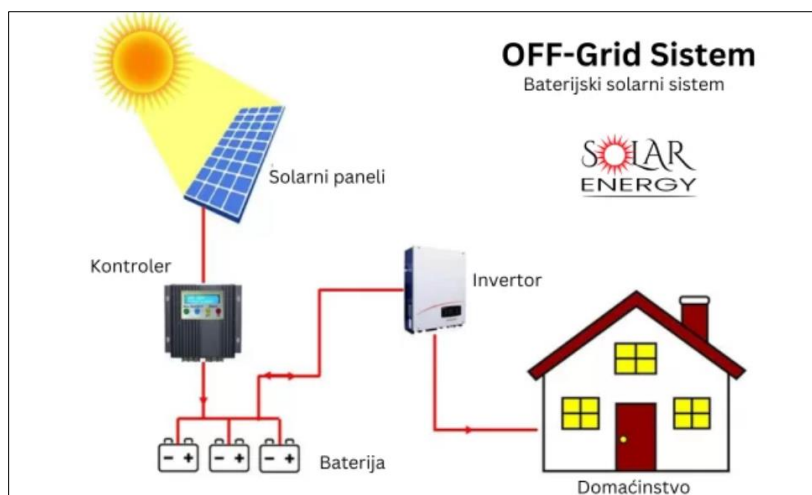 OFF-Grid Sistem
Baterijski solarni sistem
SOLAR
ENERGY
Solarni paneli
Kontroler
Invertor
Baterija
Domaćinstvo